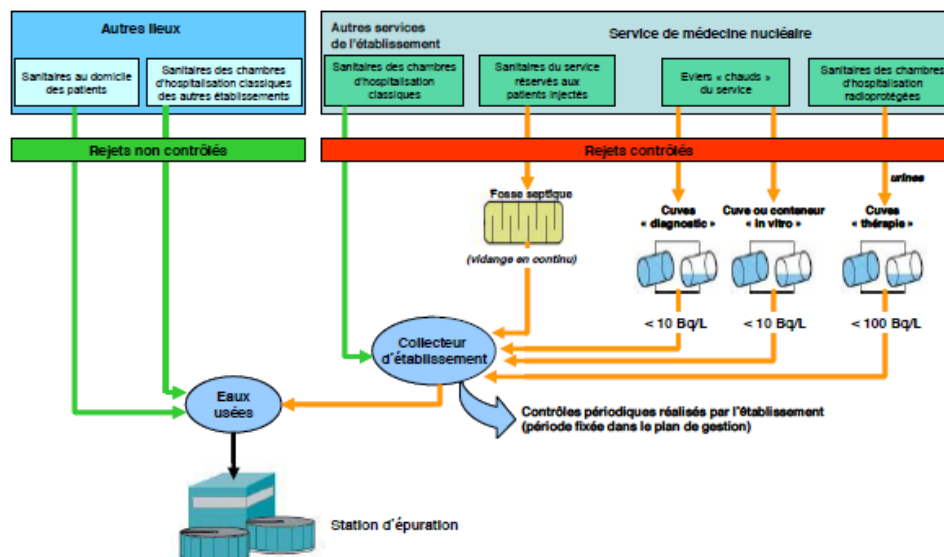 Autres lieux
Sanitaires au domicile
des patients
Sanitaires des chambres
d'hospitalisation classiques
des autres établissements
Autres services
de l'établissement
Service de médecine nucléaire
Sanitaires des chambres
d'hospitalisation
classiques
Sanitaires du service
réservés aux
patients injectés
Eviers « chauds »
du service
Sanitaires des chambres
d'hospitalisation
radioprotégées
Rejets non contrôlés
Rejets contrôlés
urines
Fosse septique
(vidange en continu)
Cuves
« diagnostic »
Cuve ou conteneur
« in vitro »
Cuves
« thérapie »
< 10 Bq/L
< 10 Bq/L
< 100 Bq/L
Collecteur
d'établissement
Eaux
usées
Contrôles périodiques réalisés par l'établissement
(période fixée dans le plan de gestion)
Station d'épuration